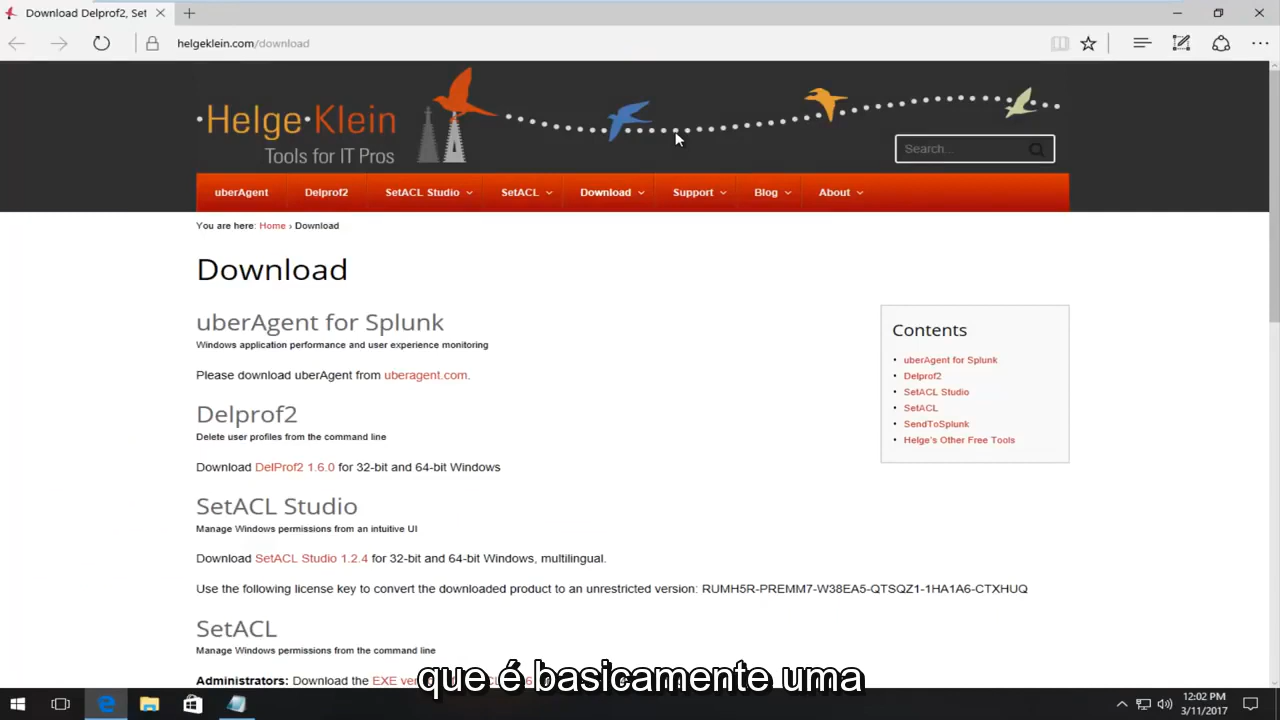 Download Delprof2, Set
helgeklein.com/download
Helge Klein
Tools for IT Pros
Search...
uberAgent
Delprof2
SetACL Studio
SetACL
Download
Support
Blog
About
You are here: Home › Download
Download
uberAgent for Splunk
Windows application performance and user experience monitoring
Please download uberAgent from uberagent.com.
Delprof2
Delete user profiles from the command line
Download DelProf2 1.6.0 for 32-bit and 64-bit Windows
SetACL Studio
Manage Windows permissions from an intuitive UI
Download SetACL Studio 1.2.4 for 32-bit and 64-bit Windows, multilingual.
Use the following license key to convert the downloaded product to an unrestricted version: RUMH5R-PREMM7-W38EA5-QTSQZ1-1HA1A6-CTXHUQ
SetACL
Manage Windows permissions from the command line
Administrators: Download the EXE
Contents
• uberAgent for Splunk
• Delprof2
• SetACL Studio
• SetACL
• SendToSplunk
• Helge's Other Free Tools
que é basicamente uma
12:02 PM
3/11/2017